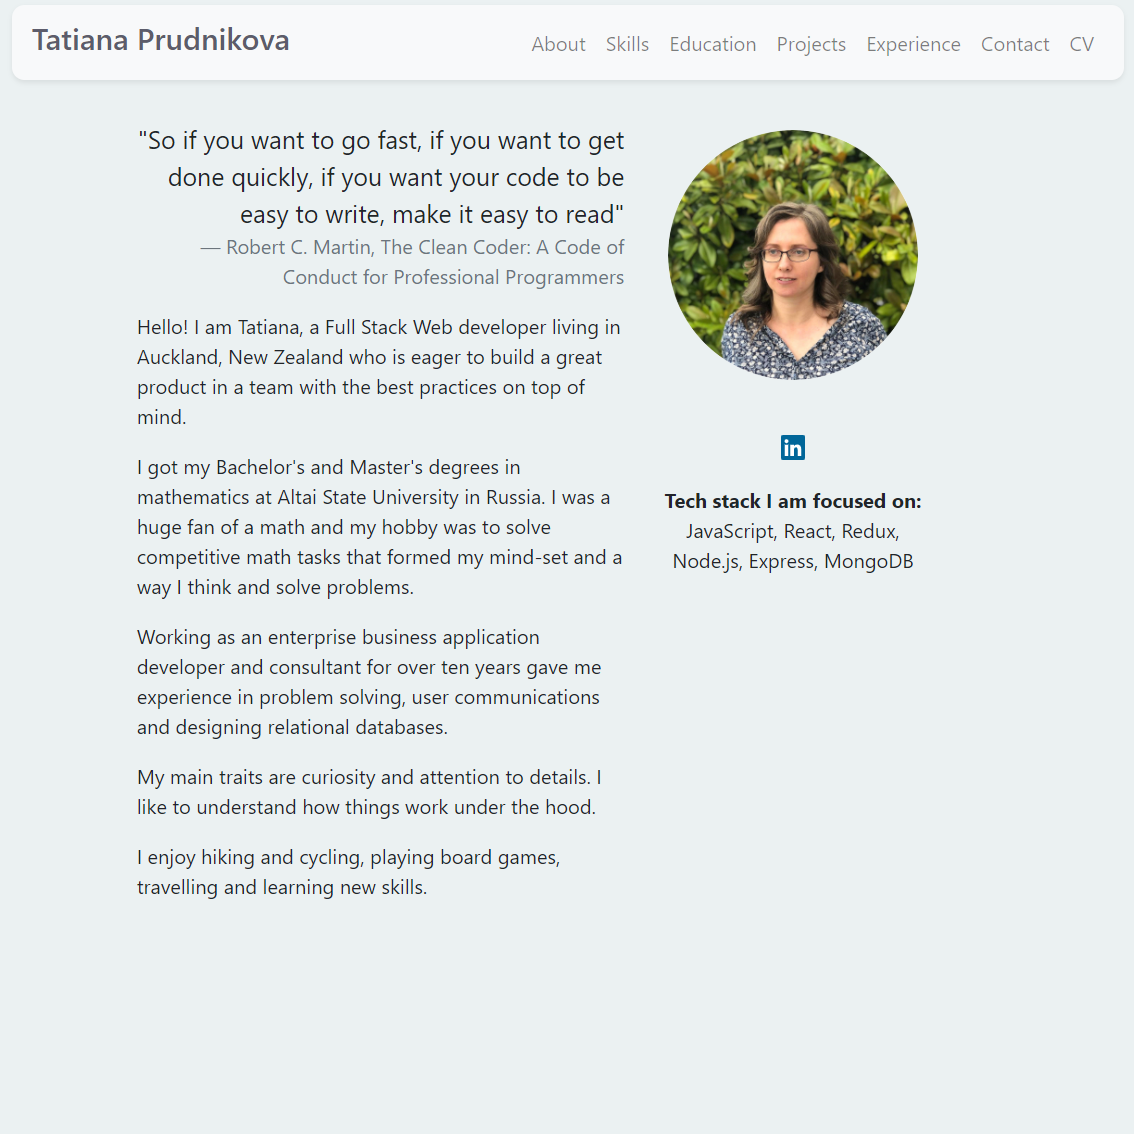 Tatiana Prudnikova
About Skills Education Projects Experience Contact CV
"So if you want to go fast, if you want to get
done quickly, if you want your code to be
easy to write, make it easy to read"
— Robert C. Martin, The Clean Coder: A Code of
Conduct for Professional Programmers
Hello! I am Tatiana, a Full Stack Web developer living in
Auckland, New Zealand who is eager to build a great
product in a team with the best practices on top of
mind.
I got my Bachelor's and Master's degrees in
mathematics at Altai State University in Russia. I was a
huge fan of a math and my hobby was to solve
competitive math tasks that formed my mind-set and a
way I think and solve problems.
Working as an enterprise business application
developer and consultant for over ten years gave me
experience in problem solving, user communications
and designing relational databases.
My main traits are curiosity and attention to details. I
like to understand how things work under the hood.
I enjoy hiking and cycling, playing board games,
travelling and learning new skills.
in
Tech stack I am focused on:
JavaScript, React, Redux,
Node.js, Express, MongoDB